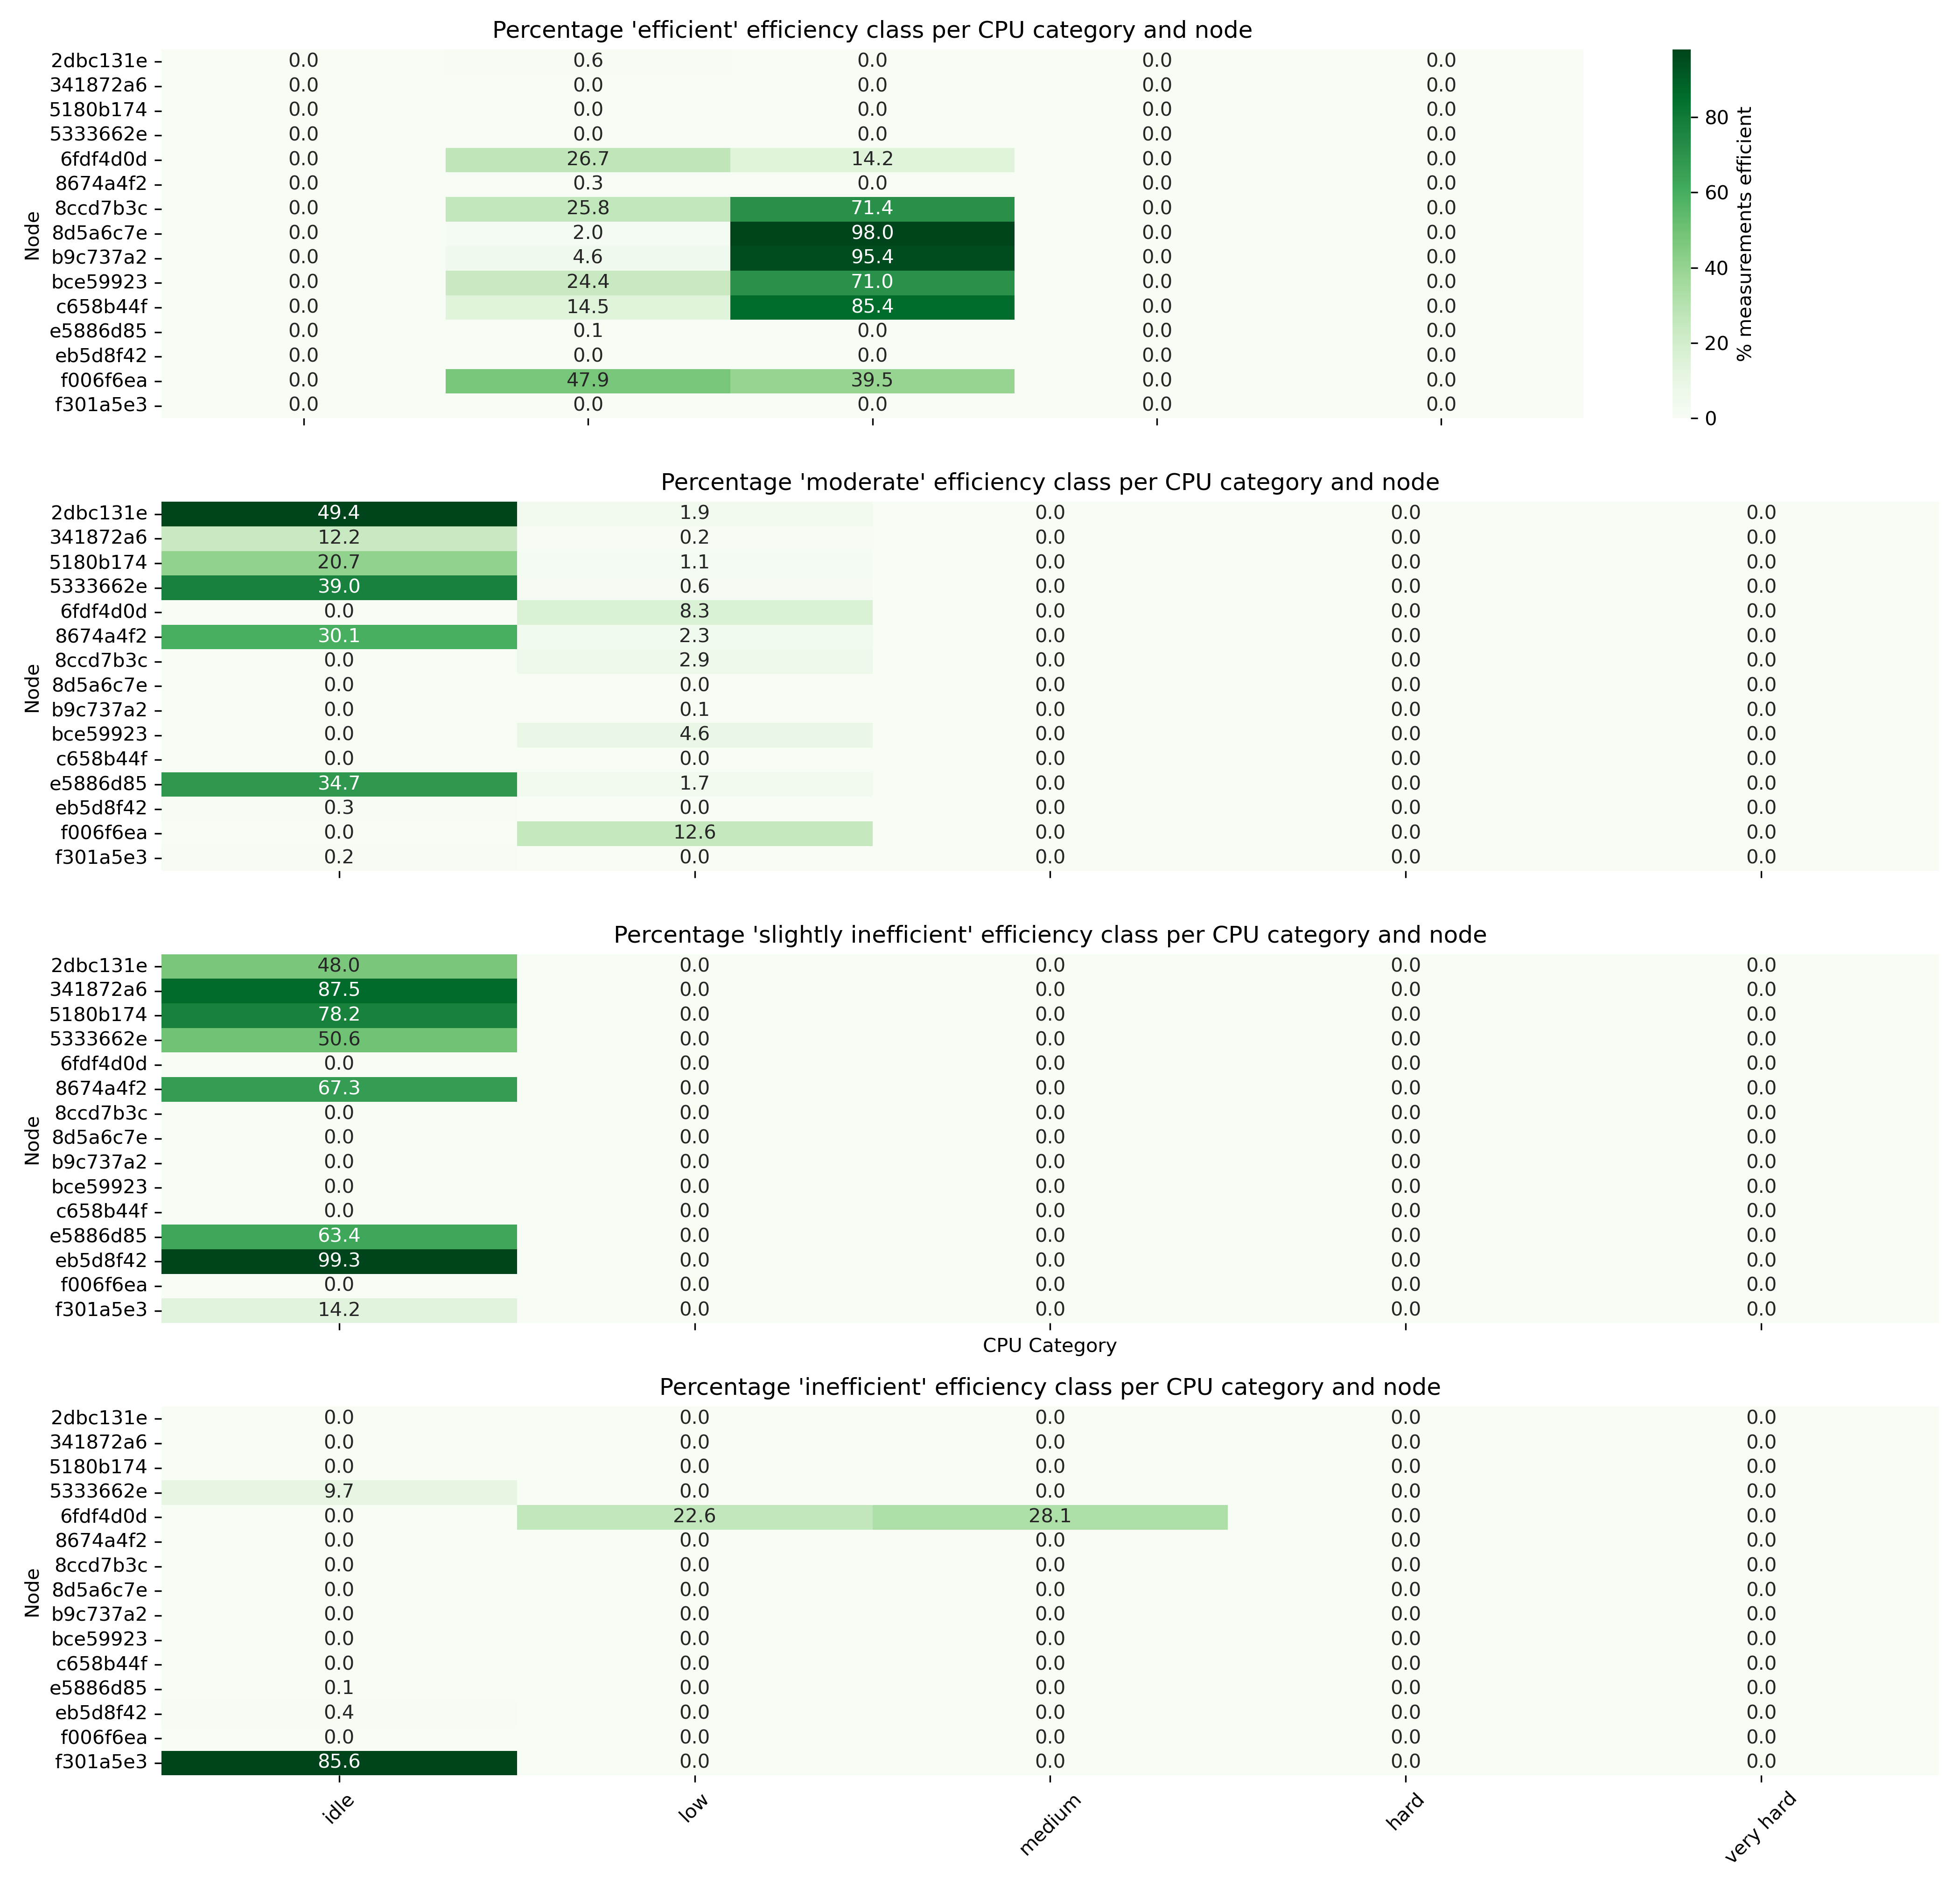 Percentage 'efficient' efficiency class per CPU category and node
2dbc131e 0.0 0.6 0.0 0.0 0.0
341872a6 0.0 0.0 0.0 0.0 0.0
5180b174 0.0 0.0 0.0 0.0 0.0
5333662e 0.0 0.0 0.0 0.0 0.0
6fdf4d0d 0.0 26.7 14.2 0.0 0.0
8674a4f2 0.0 0.3 0.0 0.0 0.0
8ccd7b3c 0.0 25.8 71.4 0.0 0.0
8d5a6c7e 0.0 2.0 98.0 0.0 0.0
b9c737a2 0.0 4.6 95.4 0.0 0.0
bce59923 0.0 24.4 71.0 0.0 0.0
c658b44f 0.0 14.5 85.4 0.0 0.0
e5886d85 0.0 0.1 0.0 0.0 0.0
eb5d8f42 0.0 0.0 0.0 0.0 0.0
f006f6ea 0.0 47.9 39.5 0.0 0.0
f301a5e3 0.0 0.0 0.0 0.0 0.0
Node
80
60
40
20
0
% measurements efficient
Percentage 'moderate' efficiency class per CPU category and node
2dbc131e 49.4 1.9 0.0 0.0 0.0
341872a6 12.2 0.2 0.0 0.0 0.0
5180b174 20.7 1.1 0.0 0.0 0.0
5333662e 39.0 0.6 0.0 0.0 0.0
6fdf4d0d 0.0 8.3 0.0 0.0 0.0
8674a4f2 30.1 2.3 0.0 0.0 0.0
8ccd7b3c 0.0 2.9 0.0 0.0 0.0
8d5a6c7e 0.0 0.0 0.0 0.0 0.0
b9c737a2 0.0 0.1 0.0 0.0 0.0
bce59923 0.0 4.6 0.0 0.0 0.0
c658b44f 0.0 0.0 0.0 0.0 0.0
e5886d85 34.7 1.7 0.0 0.0 0.0
eb5d8f42 0.3 0.0 0.0 0.0 0.0
f006f6ea 0.0 12.6 0.0 0.0 0.0
f301a5e3 0.2 0.0 0.0 0.0 0.0
Node
Percentage 'slightly inefficient' efficiency class per CPU category and node
2dbc131e 48.0 0.0 0.0 0.0 0.0
341872a6 87.5 0.0 0.0 0.0 0.0
5180b174 78.2 0.0 0.0 0.0 0.0
5333662e 50.6 0.0 0.0 0.0 0.0
6fdf4d0d 0.0 0.0 0.0 0.0 0.0
8674a4f2 67.3 0.0 0.0 0.0 0.0
8ccd7b3c 0.0 0.0 0.0 0.0 0.0
8d5a6c7e 0.0 0.0 0.0 0.0 0.0
b9c737a2 0.0 0.0 0.0 0.0 0.0
bce59923 0.0 0.0 0.0 0.0 0.0
c658b44f 0.0 0.0 0.0 0.0 0.0
e5886d85 63.4 0.0 0.0 0.0 0.0
eb5d8f42 99.3 0.0 0.0 0.0 0.0
f006f6ea 0.0 0.0 0.0 0.0 0.0
f301a5e3 14.2 0.0 0.0 0.0 0.0
Node
CPU Category
Percentage 'inefficient' efficiency class per CPU category and node
2dbc131e 0.0 0.0 0.0 0.0 0.0
341872a6 0.0 0.0 0.0 0.0 0.0
5180b174 0.0 0.0 0.0 0.0 0.0
5333662e 9.7 0.0 0.0 0.0 0.0
6fdf4d0d 0.0 22.6 28.1 0.0 0.0
8674a4f2 0.0 0.0 0.0 0.0 0.0
8ccd7b3c 0.0 0.0 0.0 0.0 0.0
8d5a6c7e 0.0 0.0 0.0 0.0 0.0
b9c737a2 0.0 0.0 0.0 0.0 0.0
bce59923 0.0 0.0 0.0 0.0 0.0
c658b44f 0.0 0.0 0.0 0.0 0.0
e5886d85 0.1 0.0 0.0 0.0 0.0
eb5d8f42 0.4 0.0 0.0 0.0 0.0
f006f6ea 0.0 0.0 0.0 0.0 0.0
f301a5e3 85.6 0.0 0.0 0.0 0.0
Node
idle low medium hard very hard